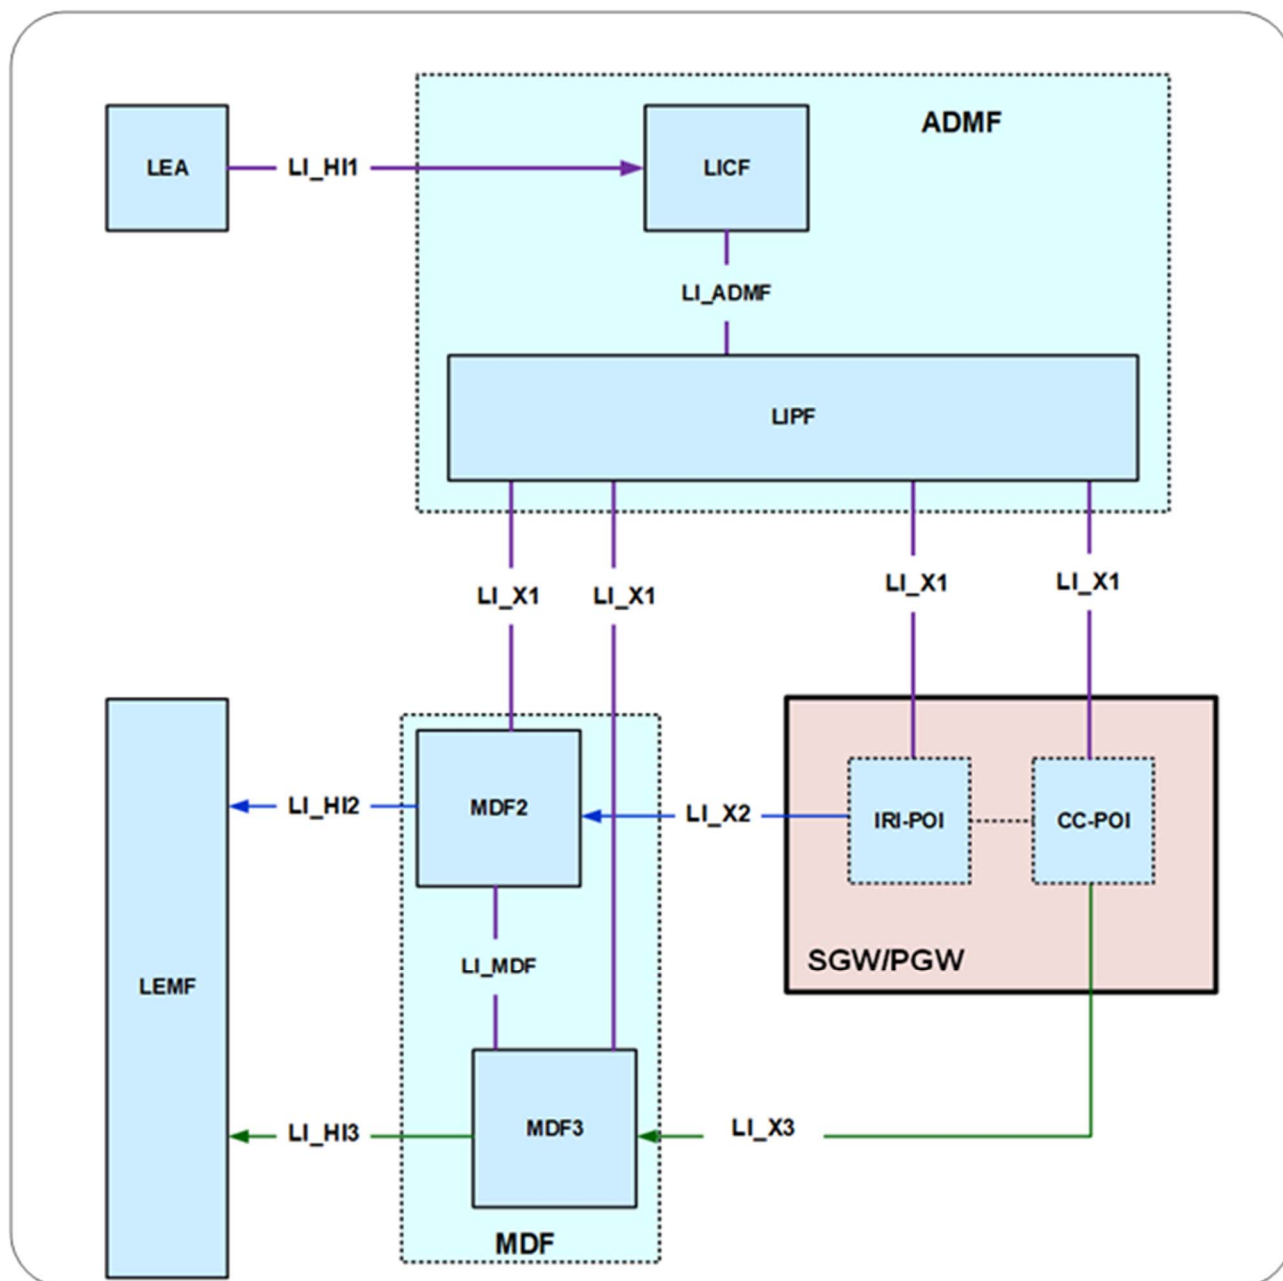 ADMF
LEA
LI_HI1
LICF
LI_ADMF
LIPF
LI_X1
LI_X1
LI_X1
LI_X1
LI_HI2
MDF2
LI_X2
IRI-POI
CC-POI
SGW/PGW
LI_MDF
LEMF
LI_HI3
MDF3
LI_X3
MDF